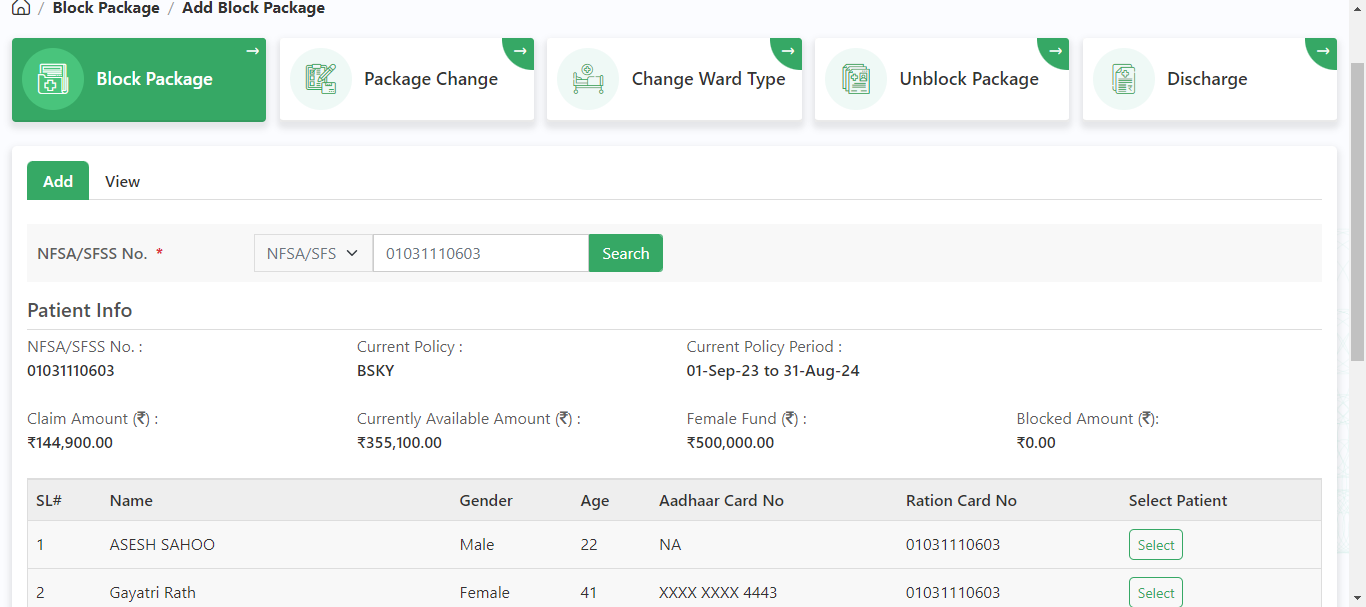 / Block Package / Add Block Package
Block Package → Package Change → Change Ward Type → Unblock Package → Discharge →
Add View
NFSA/SFSS No. * NFSA/SFS 01031110603 Search
Patient Info
NFSA/SFSS No. : Current Policy : Current Policy Period :
01031110603 BSKY 01-Sep-23 to 31-Aug-24
Claim Amount (₹) : Currently Available Amount (₹) : Female Fund (₹) : Blocked Amount (₹):
₹144,900.00 ₹355,100.00 ₹500,000.00 ₹0.00
SL# Name Gender Age Aadhaar Card No Ration Card No Select Patient
1 ASESH SAHOO Male 22 NA 01031110603 Select
2 Gayatri Rath Female 41 XXXX XXXX 4443 01031110603 Select